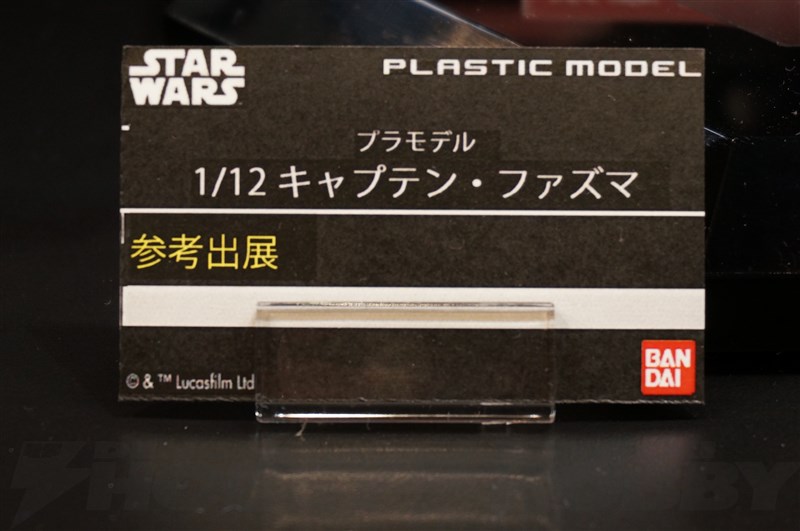 STAR WARS
PLASTIC MODEL
プラモデル
1/12 キャプテン・ファズマ
参考出展
© & ™ Lucasfilm Ltd
BAN
DAI